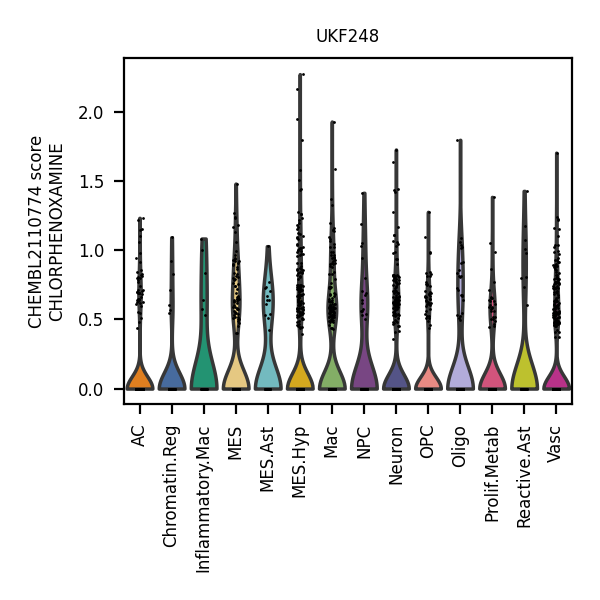 UKF248
CHEMBL2110774 score
CHLORPHENOXAMINE
2.0
1.5
1.0
0.5
0.0
AC
Chromatin.Reg
Inflammatory.Mac
MES
MES.Ast
MES.Hyp
Mac
NPC
Neuron
OPC
Oligo
Prolif.Metab
Reactive.Ast
Vasc